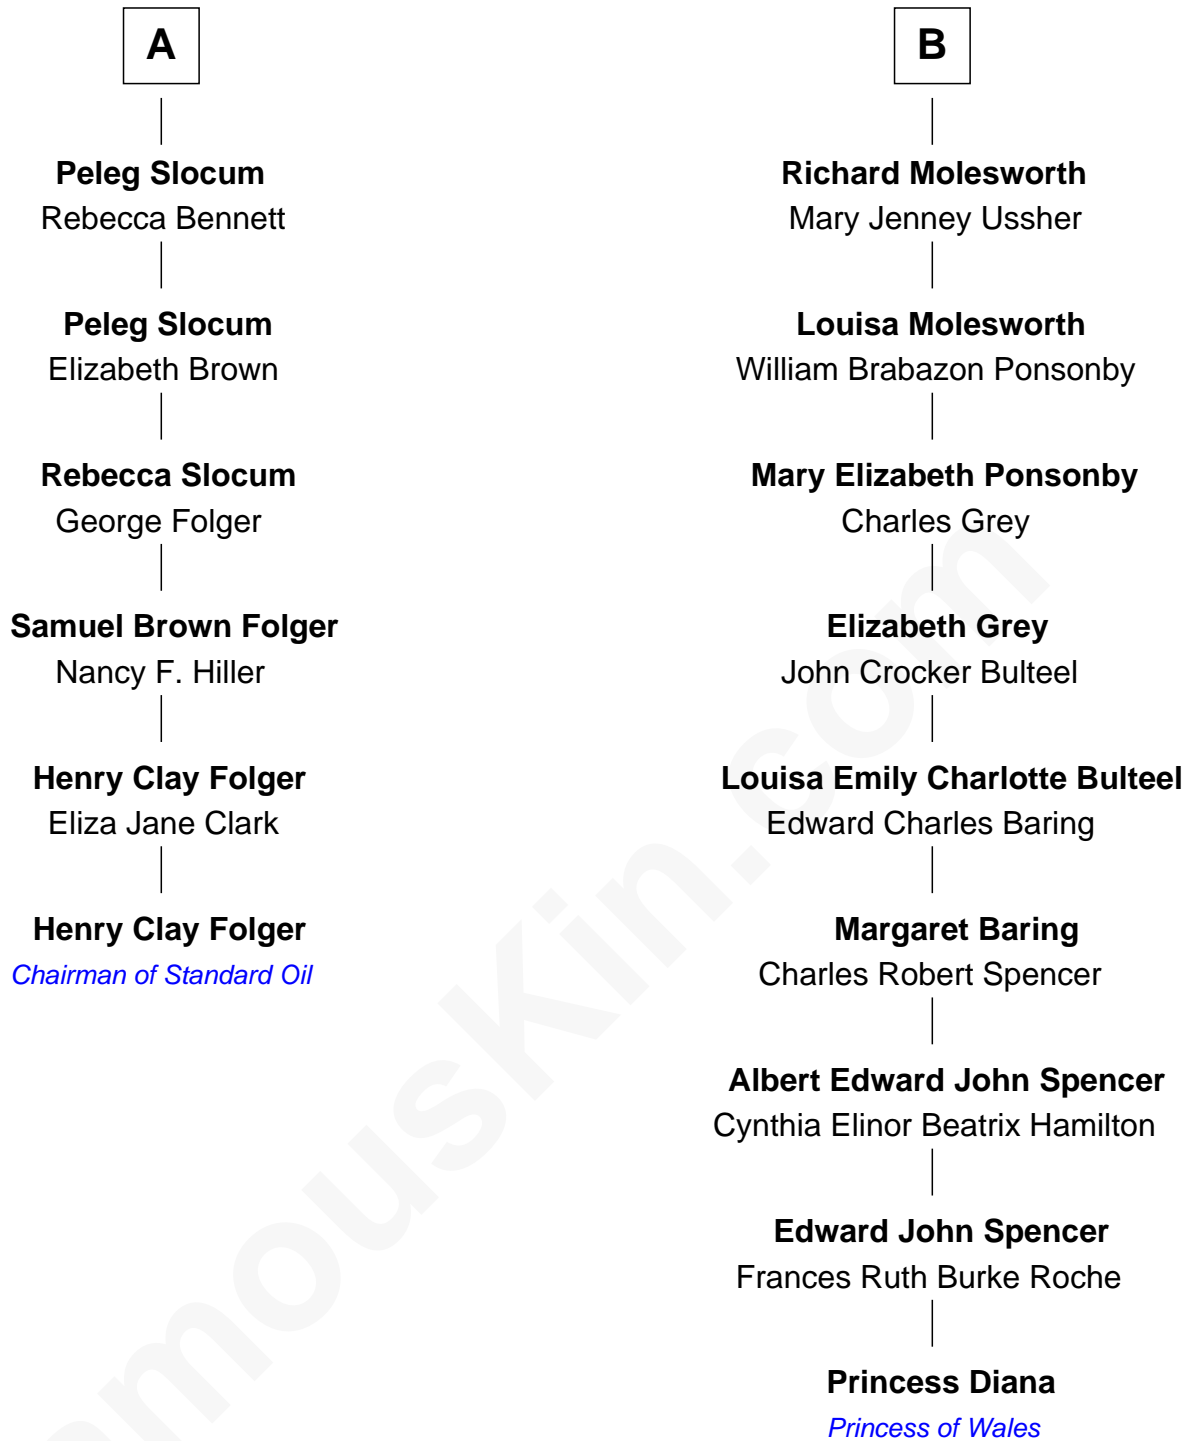 A
Peleg Slocum
Rebecca Bennett
Peleg Slocum
Elizabeth Brown
Rebecca Slocum
George Folger
Samuel Brown Folger
Nancy F. Hiller
Henry Clay Folger
Eliza Jane Clark
Henry Clay Folger
Chairman of Standard Oil
B
Richard Molesworth
Mary Jenney Ussher
Louisa Molesworth
William Brabazon Ponsonby
Mary Elizabeth Ponsonby
Charles Grey
Elizabeth Grey
John Crocker Bulteel
Louisa Emily Charlotte Bulteel
Edward Charles Baring
Margaret Baring
Charles Robert Spencer
Albert Edward John Spencer
Cynthia Elinor Beatrix Hamilton
Edward John Spencer
Frances Ruth Burke Roche
Princess Diana
Princess of Wales
amousKin.com